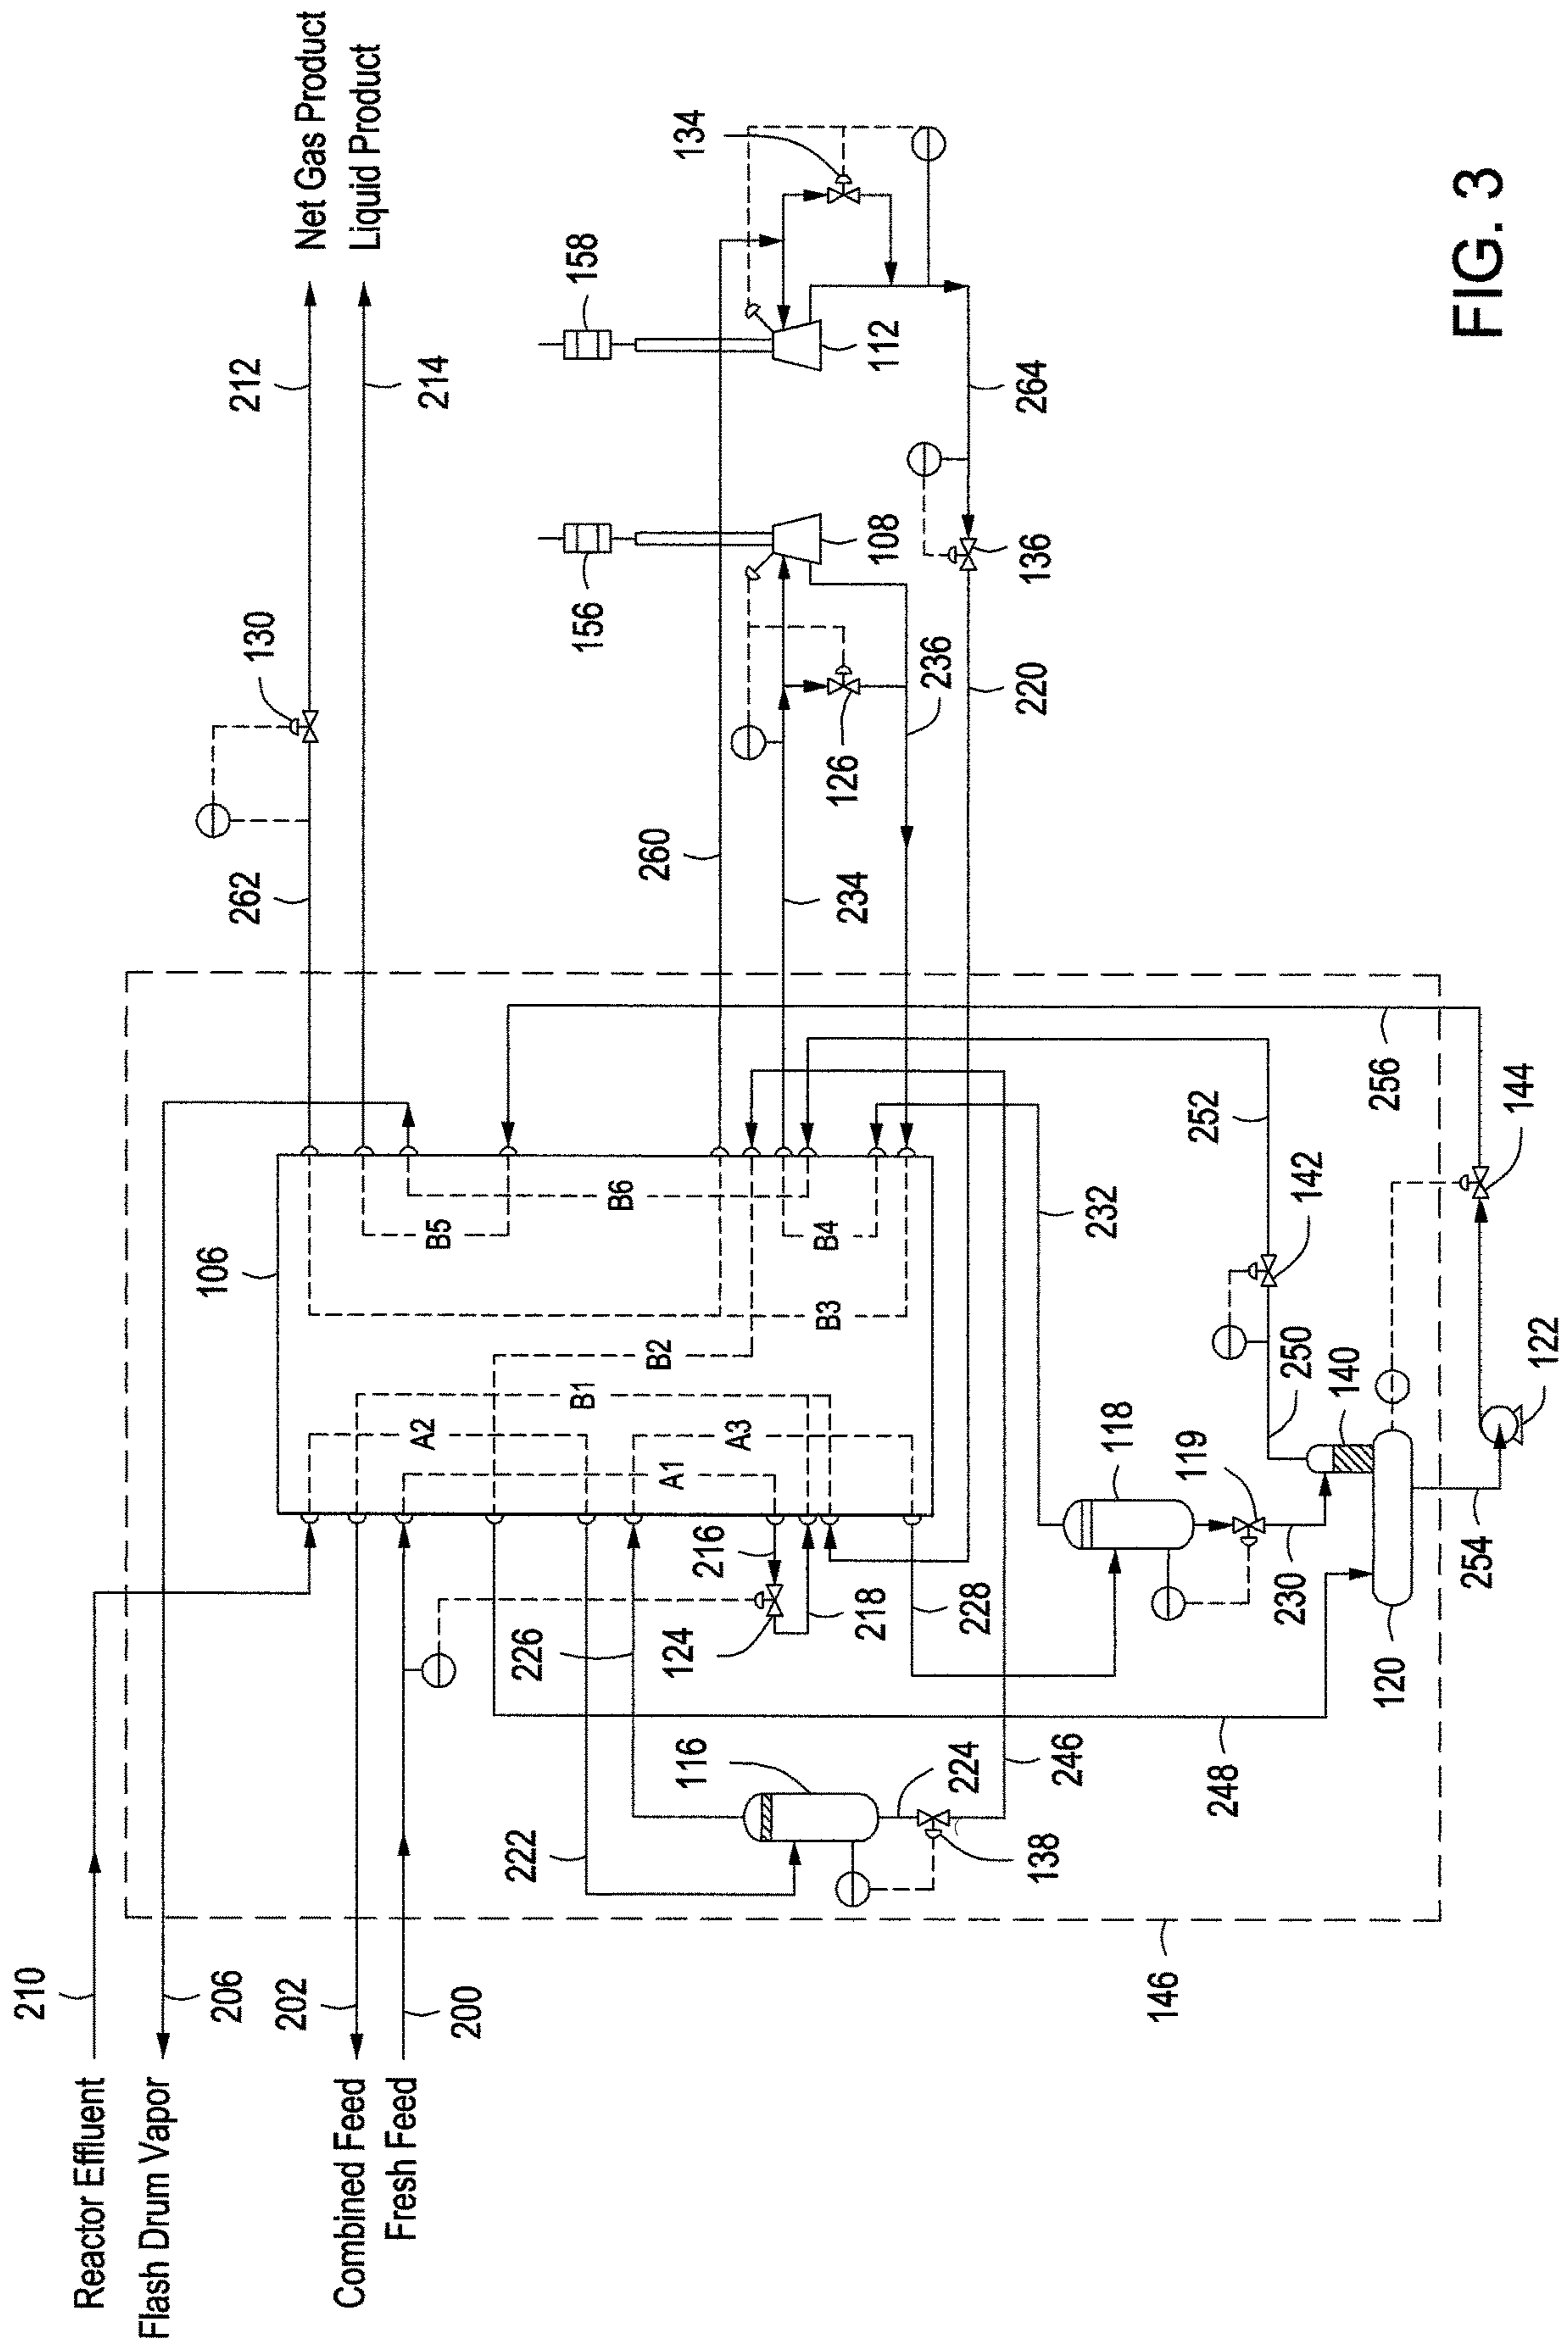 210
Reactor Effluent
Flash Drum Vapor
206
106
262
130
212
202
Net Gas Product
Combined Feed
Liquid Product
Fresh Feed
200
A2
B5
214
222
226
B1
156
158
B6
116
124
A1
B2
260
134
216
A3
B3
B4
126
234
218
108
112
236
224
228
138
220
136
264
246
118
232
146
119
252
248
230
250
142
140
120
256
254
FIG. 3
122
144